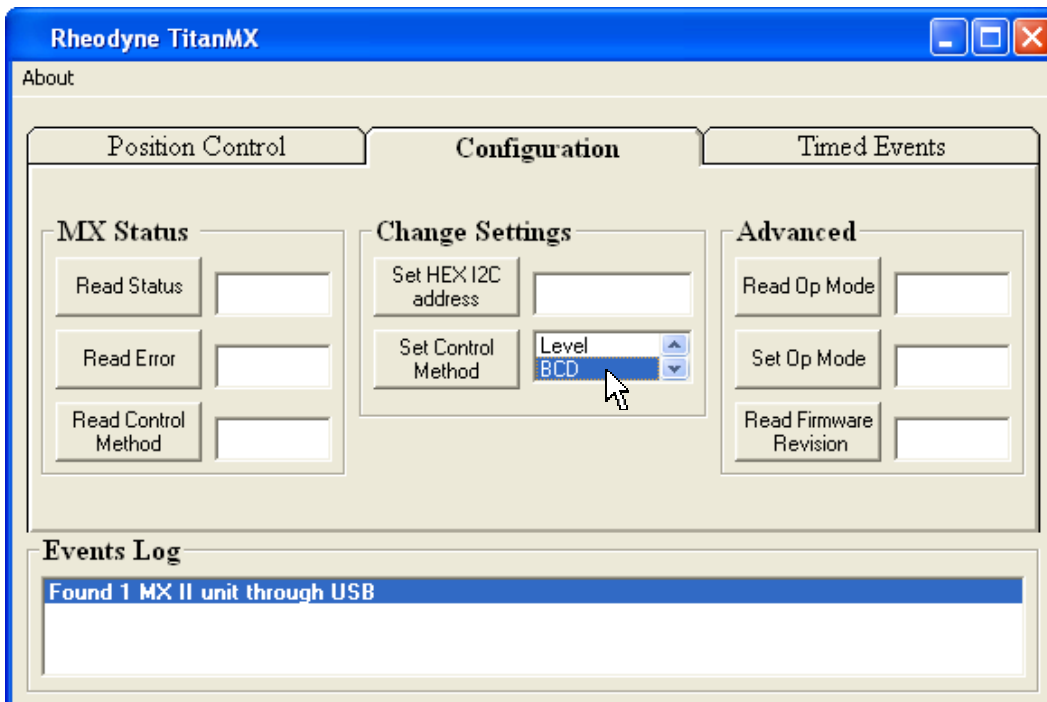 Rheodyne TitanMX
About
Position Control
Configuration
Timed Events
MX Status
Read Status
Read Error
Read Control
Method
Change Settings
Set HEX I2C
address
Set Control
Method
Level
BCD
Advanced
Read Op Mode
Set Op Mode
Read Firmware
Revision
Events Log
Found 1 MX II unit through USB